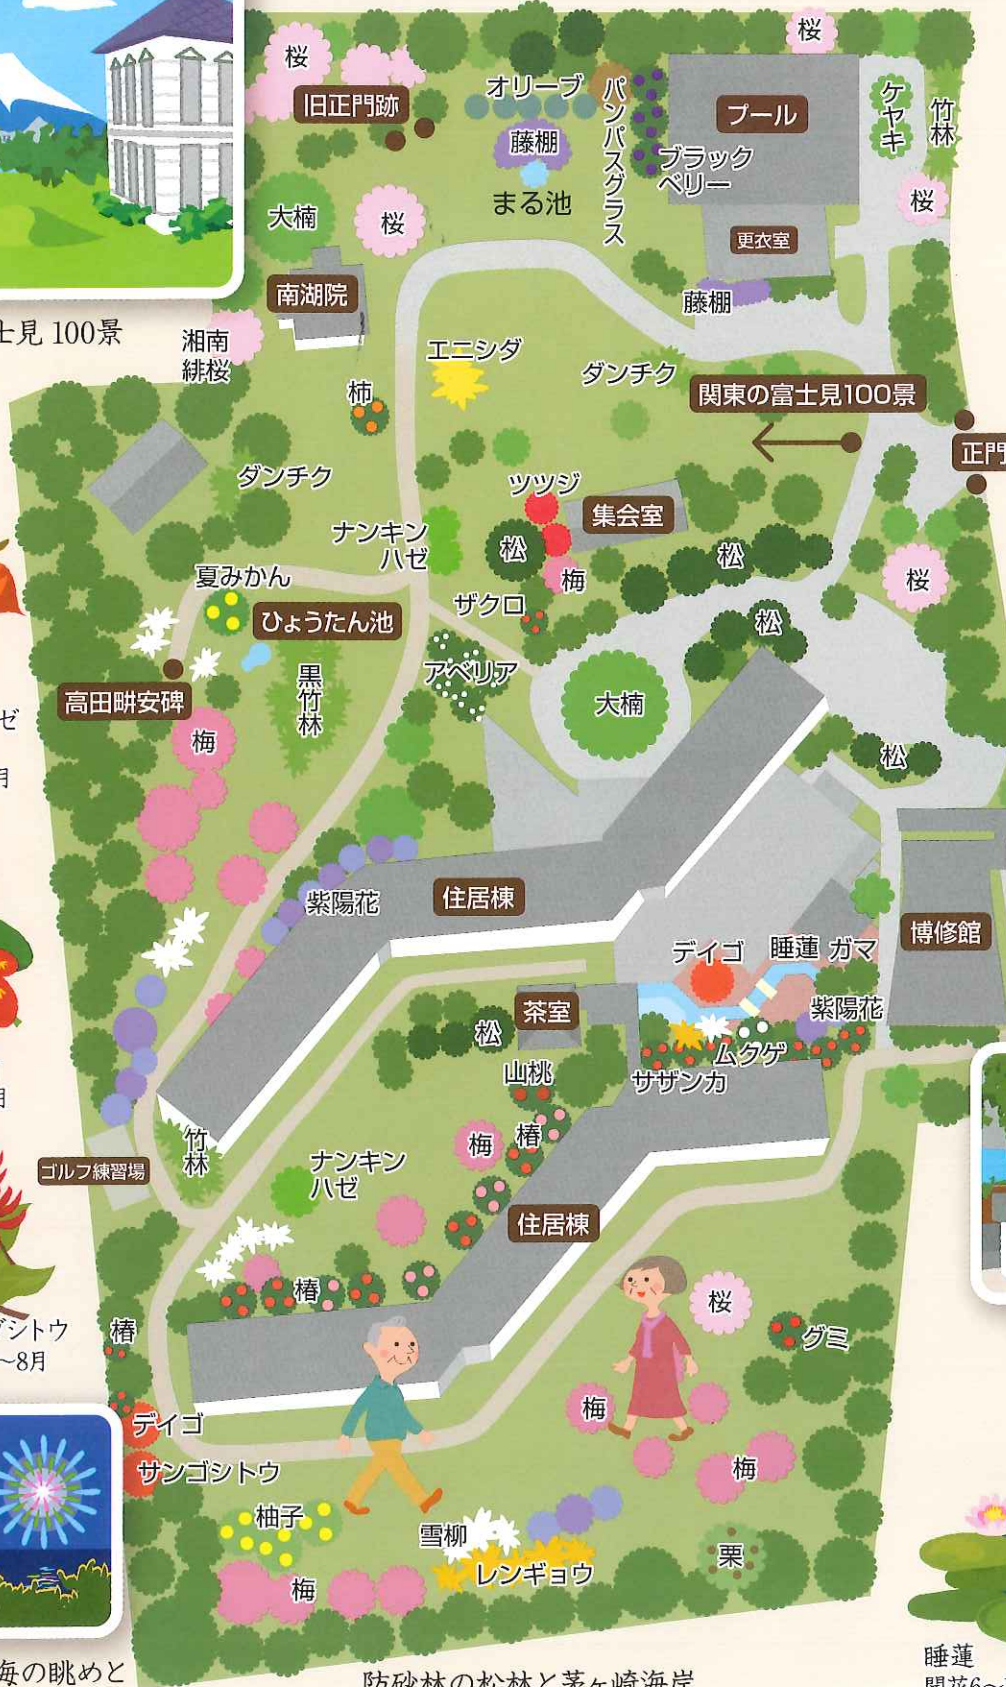 桜
桜
旧正門跡
オリーブ
パンパスグラス
プール
ケヤキ
竹林
藤棚
ブラック
ベリー
まる池
大楠
桜
桜
更衣室
南湖院
藤棚
士見 100景
湘南
緋桜
エニシダ
ダンチク
柿
関東の富士見100景
正門
ダンチク
ツツジ
集会室
ナンキン
ハゼ
松
松
梅
桜
夏みかん
ザクロ
ひょうたん池
松
アベリア
黒竹林
高田畊安碑
大楠
ゼ
梅
松
月
紫陽花
住居棟
博修館
デイゴ
睡蓮
ガマ
茶室
紫陽花
松
ムクゲ
サザンカ
山桃
月
梅
椿
竹林
ゴルフ練習場
ナンキン
ハゼ
住居棟
椿
桜
シトウ
椿
グミ
~8月
梅
デイゴ
梅
サンゴシトウ
柚子
雪柳
栗
レンギョウ
梅
海の眺めと
防砂林の松林と茅ヶ崎海岸
睡蓮
開花6~